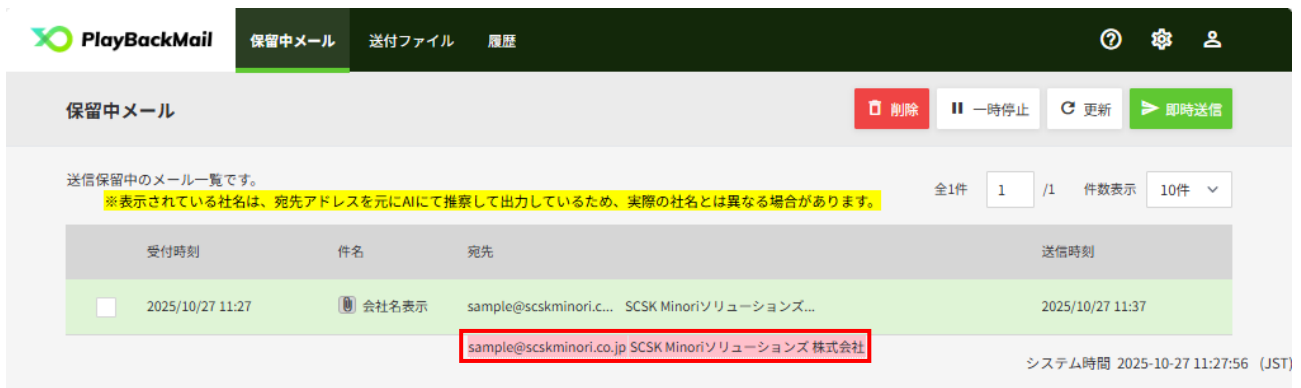 PlayBackMail 保留中メール 送付ファイル 履歴
保留中メール 削除 一時停止 更新 即時送信
送信保留中のメール一覧です。
※表示されている社名は、宛先アドレスを元にAIにて推察して出力しているため、実際の社名とは異なる場合があります。
全1件 1 /1 件数表示 10件
受付時刻 件名 宛先 送信時刻
2025/10/27 11:27 会社名表示 sample@scskminori.c... SCSK Minoriソリューションズ... 2025/10/27 11:37
sample@scskminori.co.jp SCSK Minoriソリューションズ 株式会社
システム時間 2025-10-27 11:27:56 (JST)